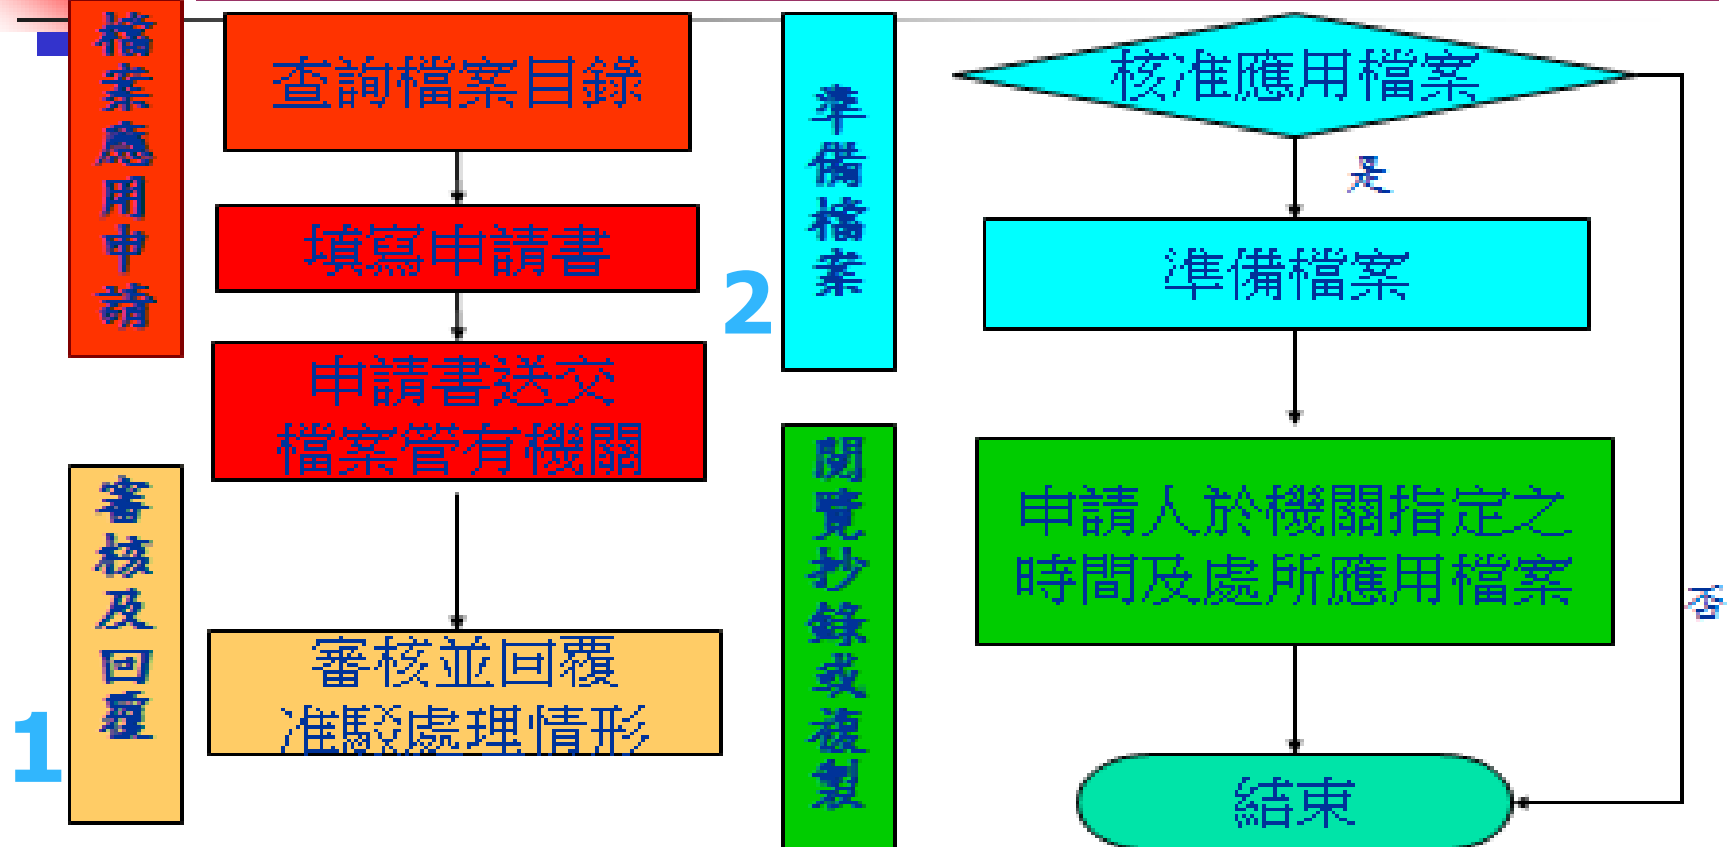 檔案應用申請
查詢檔案目錄
填寫申請書
申請書送交
檔案管有機關
審核及回覆
審核並回覆
准駁處理情形
1
2
準備檔案
核准應用檔案
是
準備檔案
閱覽抄錄或複製
申請人於機關指定之
時間及處所應用檔案
否
結束